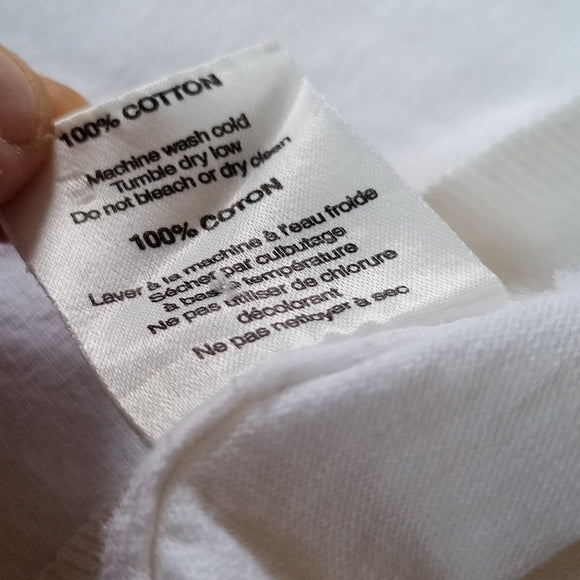 100% COTTON
Machine wash cold
Tumble dry low
Do not bleach or dry clean
100% COTON
Laver à la machine à l'eau froide
Sécher par culbutage
à basse température
Ne pas utiliser de chlorure
décolorant
Ne pas nettoyer à sec